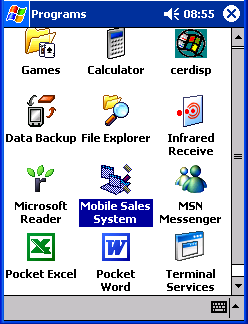 Programs 08:55
Games Calculator cerdisp
Data Backup File Explorer Infrared
Receive
Microsoft Mobile Sales MSN
Reader System Messenger
Pocket Excel Pocket Terminal
Word Services